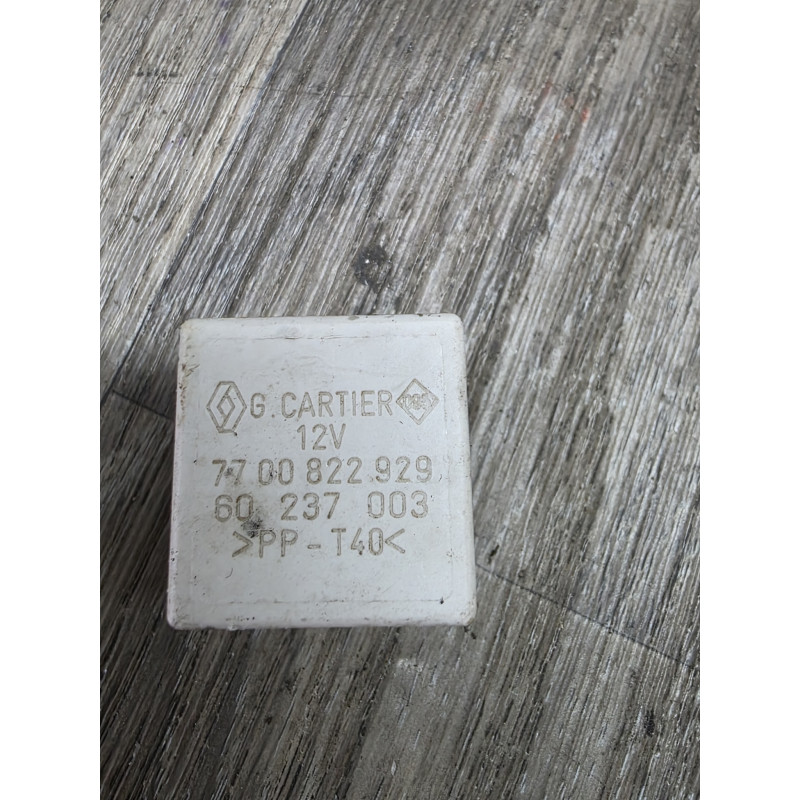 G. CARTIER
12V
77 00 822 929
60 237 003
>PP-T40<